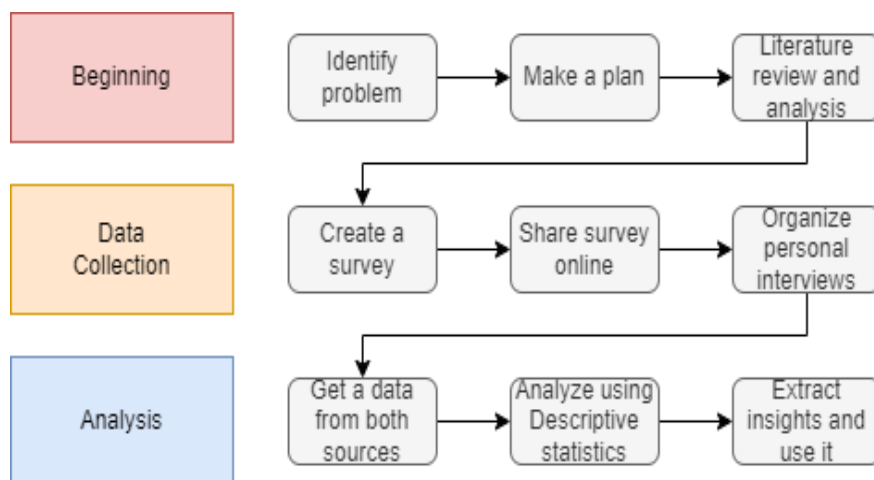 Beginning
Identify
problem
Make a plan
Literature
review and
analysis
Data
Collection
Create a
survey
Share survey
online
Organize
personal
interviews
Analysis
Get a data
from both
sources
Analyze using
Descriptive
statistics
Extract
insights and
use it